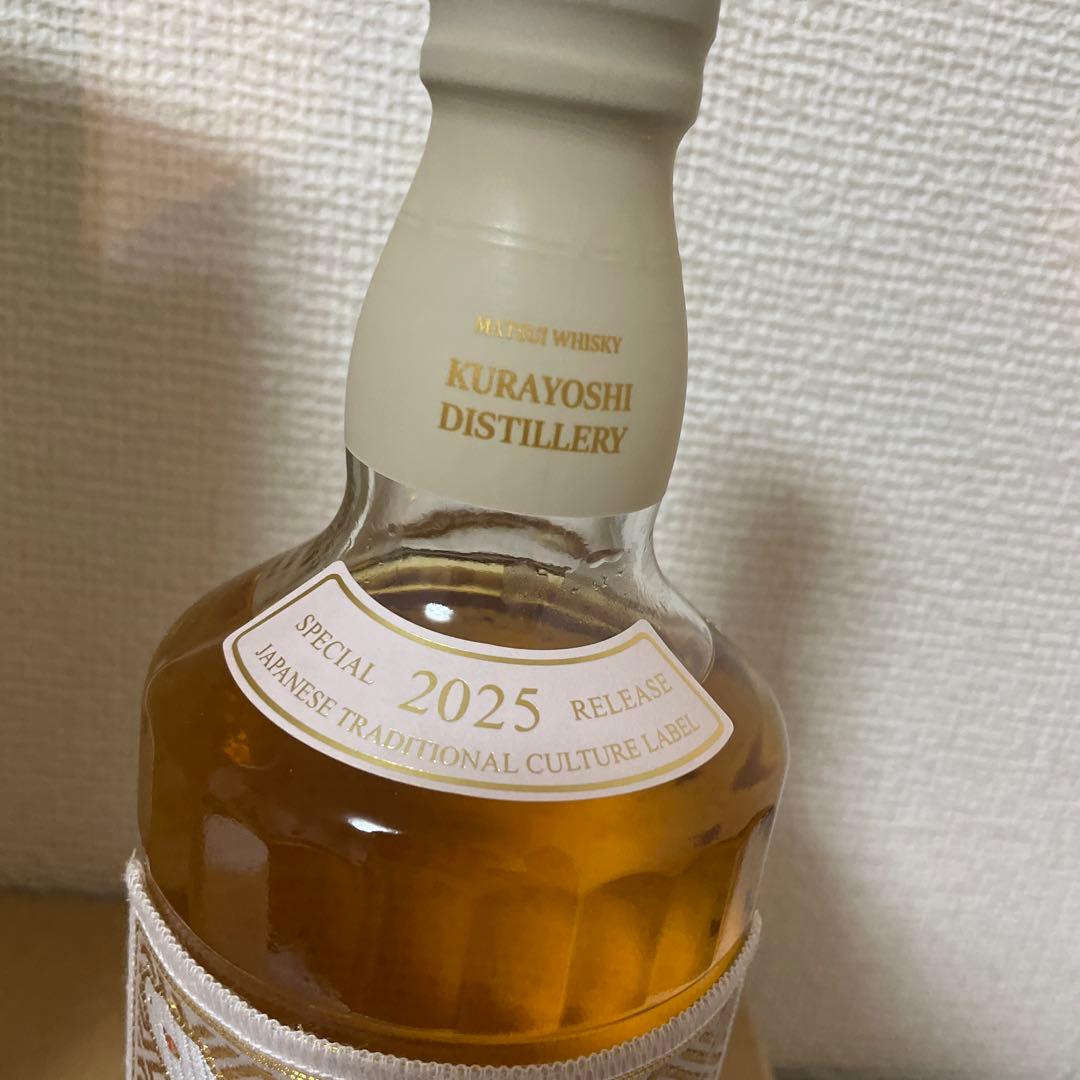 MATSUI WHISKY
KURAYOSHI
DISTILLERY
SPECIAL 2025 RELEASE
JAPANESE TRADITIONAL CULTURE LABEL